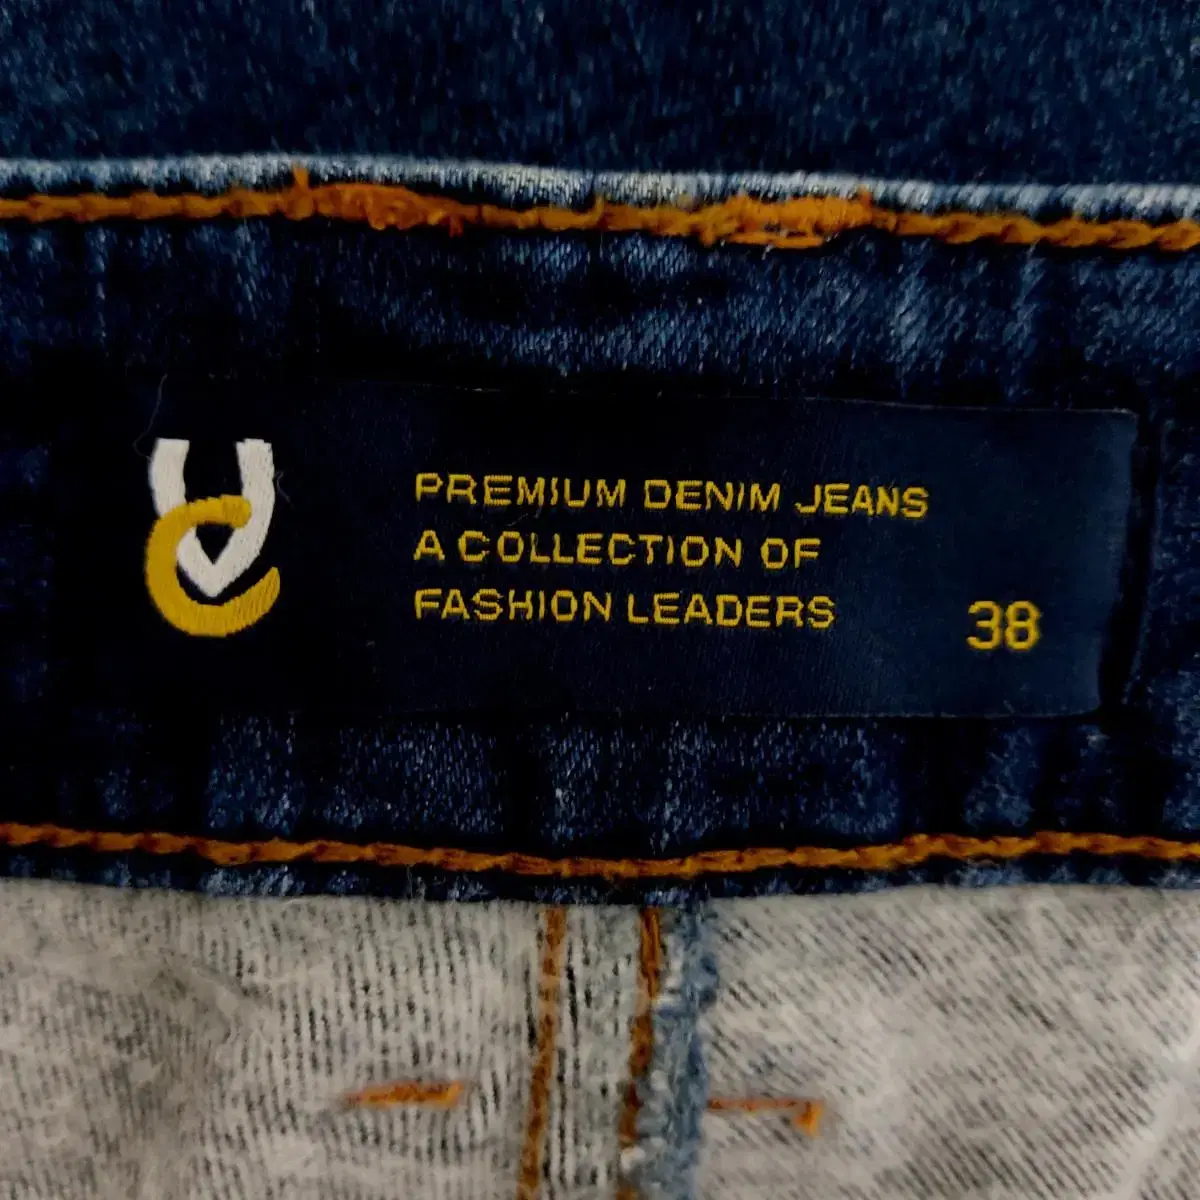 PREMIUM DENIM JEANS
A COLLECTION OF
FASHION LEADERS
38